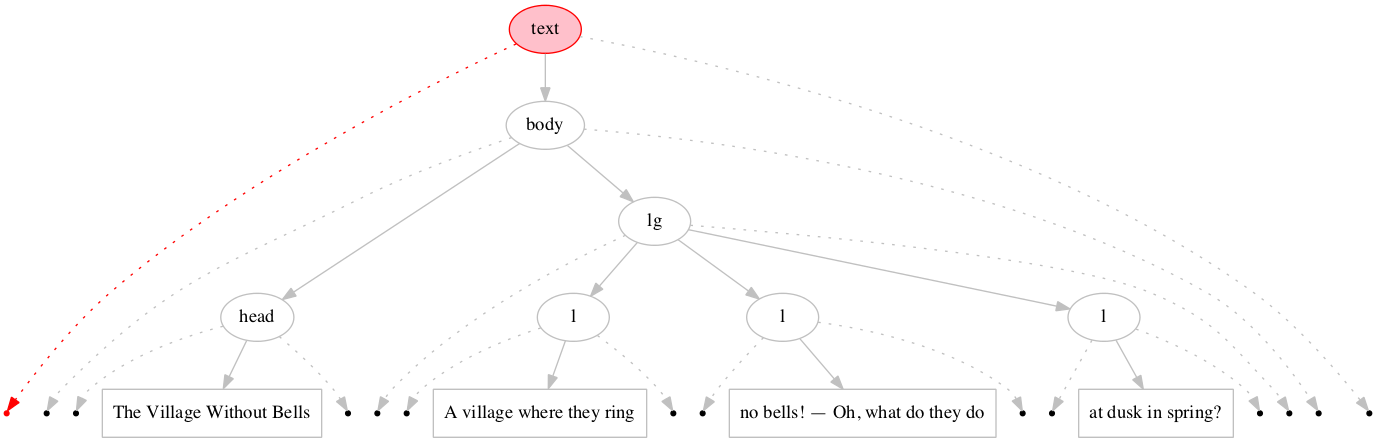 text
body
lg
head
l
l
l
The Village Without Bells
A village where they ring
no bells! — Oh, what do they do
at dusk in spring?